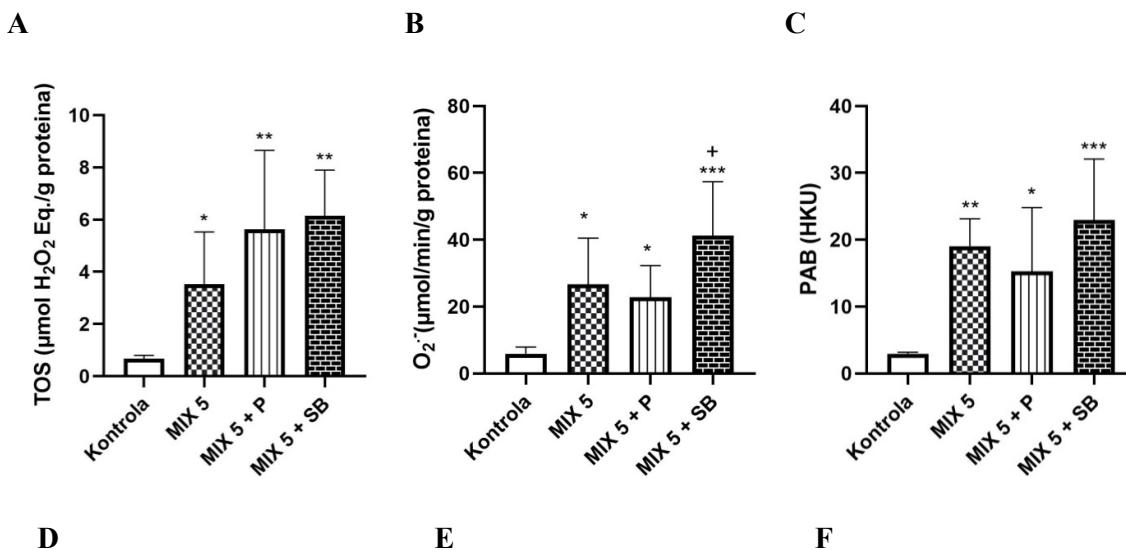 A
B
C
TOS (μmol H₂O₂ Eq./g proteina)
10
8
6
4
2
0
*
**
**
Kontrola
MIX 5
MIX 5 + P
MIX 5 + SB
O₂·⁻(μmol/min/g proteina)
80
60
40
20
0
*
*
+
***
Kontrola
MIX 5
MIX 5 + P
MIX 5 + SB
PAB (HKU)
40
30
20
10
0
**
*
***
Kontrola
MIX 5
MIX 5 + P
MIX 5 + SB
D
E
F